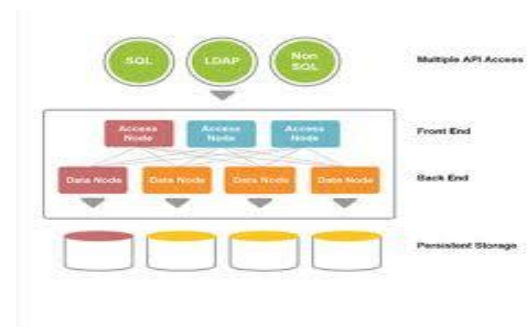 SQL
LDAP
Non
SQL
Multiple API Access
Access
Node
Access
Node
Access
Node
Front End
Data Node
Data Node
Data Node
Data Node
Back End
Persistent Storage